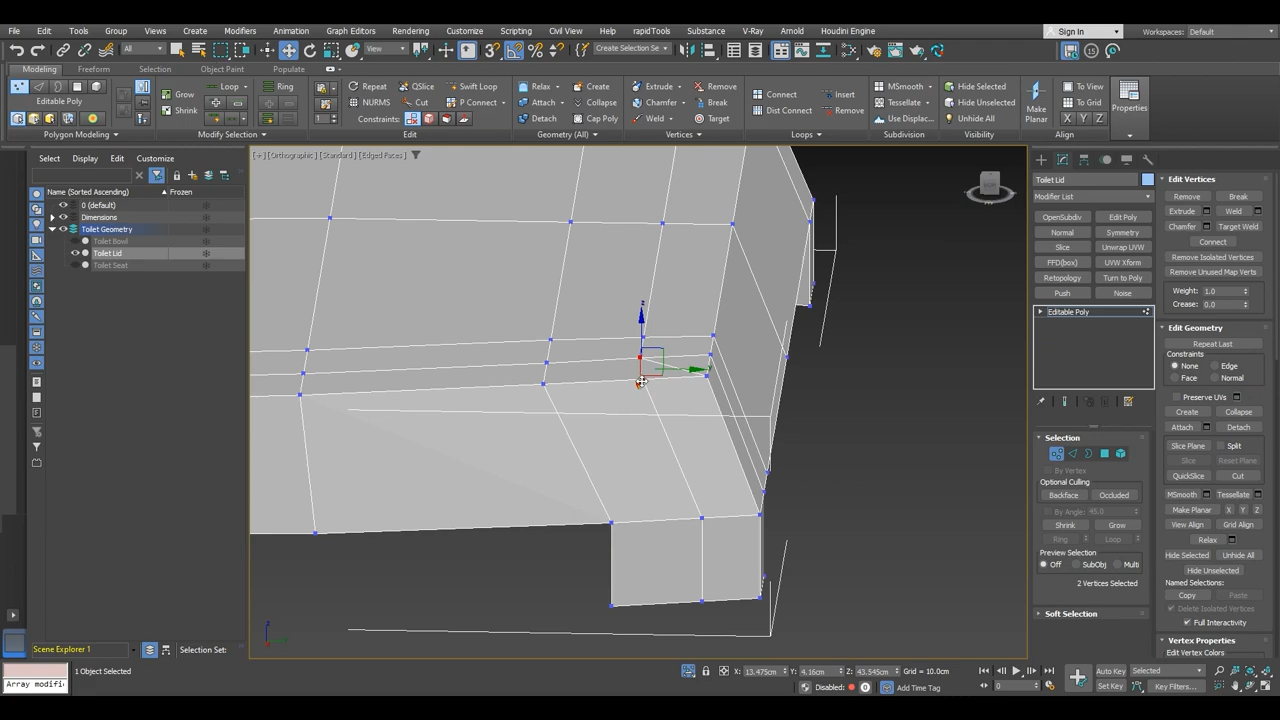 File Edit Tools Group Views Create Modifiers Animation Graph Editors Rendering Customize Scripting Civil View Help rapidTools Substance V-Ray Arnold Houdini Engine Sign In Workspaces: Default
All View Create Selection Se
Modeling Freeform Selection Object Paint Populate
Editable Poly Grow Shrink Loop Ring Repeat QSlice Swift Loop
NURMS Cut P Connect
Constraints:
Relax Create
Attach Collapse
Detach Cap Poly
Extrude Remove
Chamfer Break
Weld Target
Connect Insert
Dist Connect Remove
MSmooth
Tessellate
Use Displac...
Hide Selected
Hide Unselected
Unhide All
Make Planar
To View
To Grid
X Y Z
Properties
Polygon Modeling Modify Selection Edit Geometry (All) Vertices Loops Subdivision Visibility Align
Select Display Edit Customize
Name (Sorted Ascending) Frozen
0 (default)
Dimensions
Toilet Geometry
Toilet Bowl
Toilet Lid
Toilet Seat
[+] [Orthographic] [Standard] [Edged Faces]
Toilet Lid
Modifier List
OpenSubdiv Edit Poly
Normal Symmetry
Slice Unwrap UVW
FFD(box) UVW Xform
Retopology Turn to Poly
Push Noise
Editable Poly
Selection
By Vertex
Optional Culling
Backface Occluded
By Angle: 45.0
Shrink Grow
Ring Loop
Preview Selection
Off SubObj Multi
2 Vertices Selected
Soft Selection
Edit Vertices
Remove Break
Extrude Weld
Chamfer Target Weld
Connect
Remove Isolated Vertices
Remove Unused Map Verts
Weight: 1.0
Crease: 0.0
Edit Geometry
Repeat Last
Constraints
None Edge
Face Normal
Preserve UVs
Create Collapse
Attach Detach
Slice Plane Split
Slice Reset Plane
QuickSlice Cut
MSmooth Tessellate
Make Planar X Y Z
View Align Grid Align
Relax
Hide Selected Unhide All
Hide Unselected
Named Selections:
Copy Paste
Delete Isolated Vertices
Full Interactivity
Vertex Properties
Edit Vertex Colors
Scene Explorer 1 Selection Set:
1 Object Selected
Array modifi
X: 13.475cm Y: 4.16cm Z: 43.545cm Grid = 10.0cm
Disabled: Add Time Tag
0
Auto Key Selected
Set Key Key Filters...